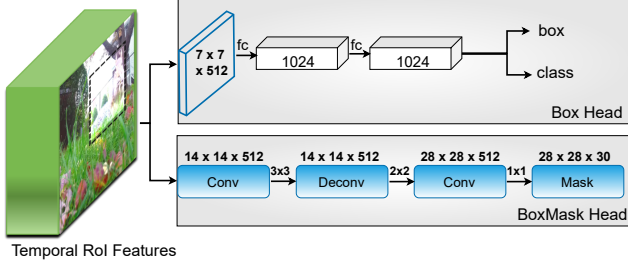 7 x 7
x 512
fc
1024
fc
1024
box
class
Box Head
14 x 14 x 512
14 x 14 x 512
28 x 28 x 512
28 x 28 x 30
Conv
3x3
Deconv
2x2
Conv
1x1
Mask
BoxMask Head
Temporal RoI Features